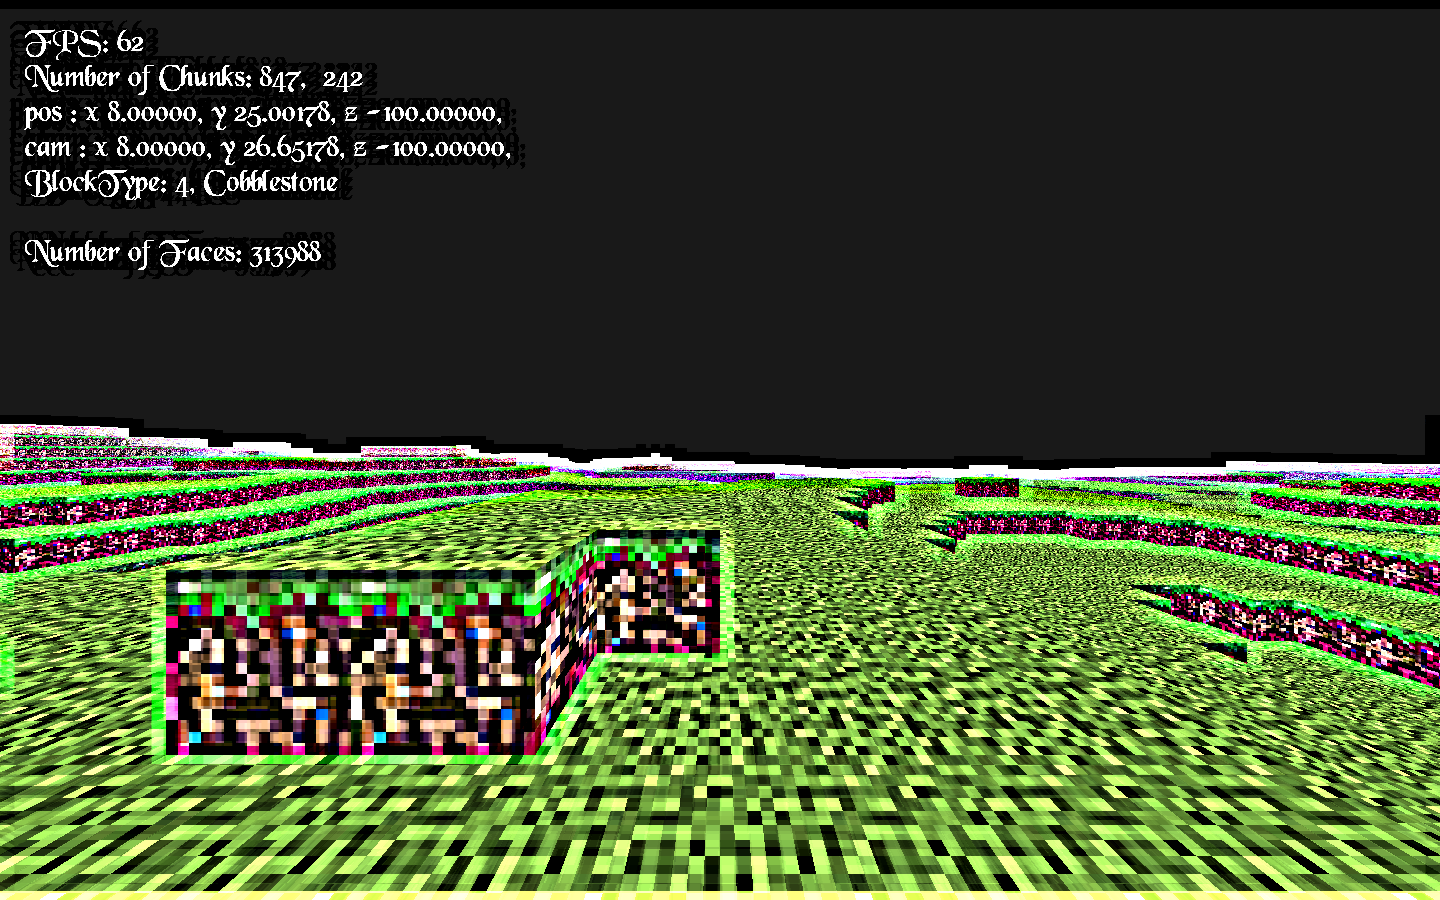 FPS: 62
Number of Chunks: 847, 242
pos : x 8.00000, y 25.00178, z -100.00000,
cam : x 8.00000, y 26.65178, z -100.00000,
BlockType: 4, Cobblestone
Number of Faces: 313988